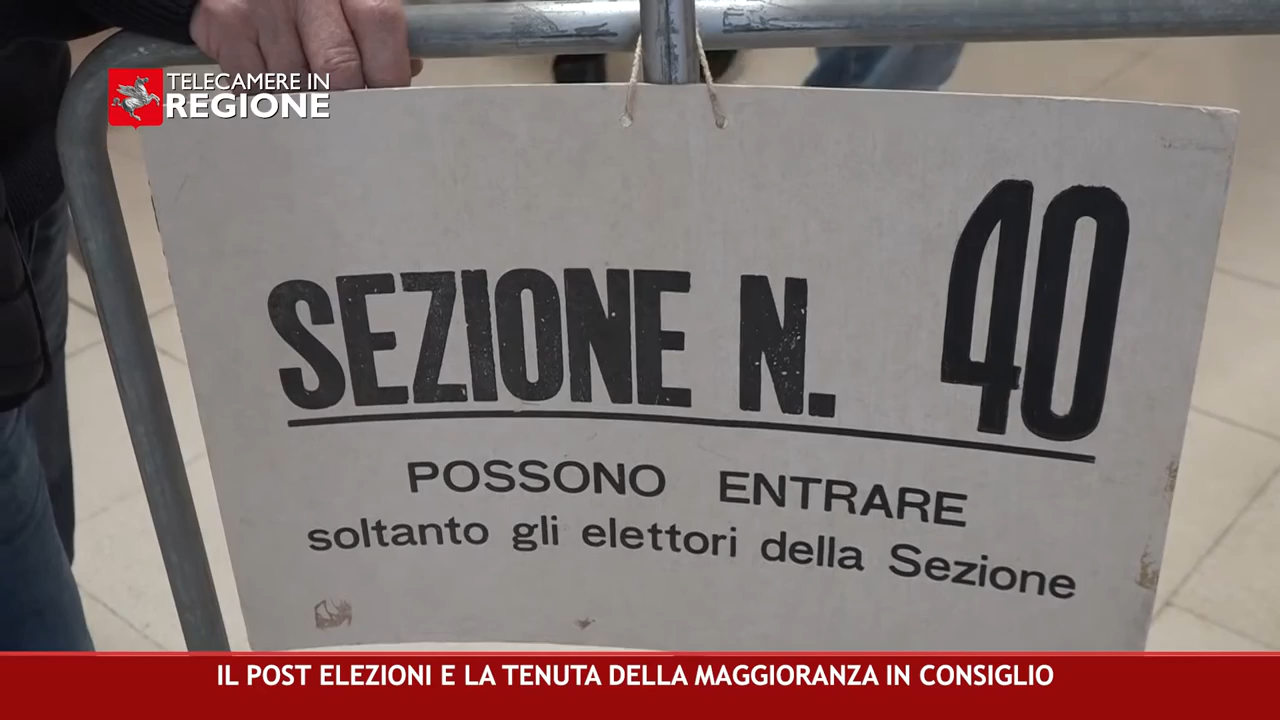 TELECAMERE IN
REGIONE
SEZIONE N. 40
POSSONO ENTRARE
soltanto gli elettori della Sezione
IL POST ELEZIONI E LA TENUTA DELLA MAGGIORANZA IN CONSIGLIO